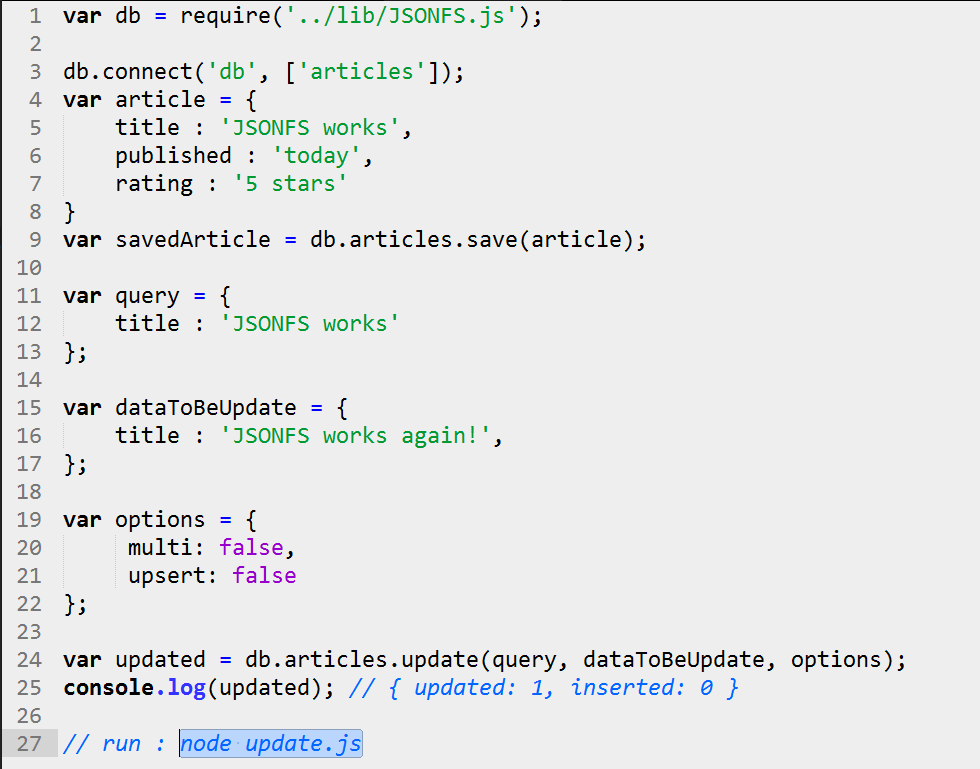 1 var db = require('../lib/JSONFS.js');
2
3 db.connect('db', ['articles']);
4 var article = {
5     title : 'JSONFS works',
6     published : 'today',
7     rating : '5 stars'
8 }
9 var savedArticle = db.articles.save(article);
10
11 var query = {
12     title : 'JSONFS works'
13 };
14
15 var dataToBeUpdate = {
16     title : 'JSONFS works again!',
17 };
18
19 var options = {
20      multi: false,
21      upsert: false
22 };
23
24 var updated = db.articles.update(query, dataToBeUpdate, options);
25 console.log(updated); // { updated: 1, inserted: 0 }
26
27 // run : node update.js